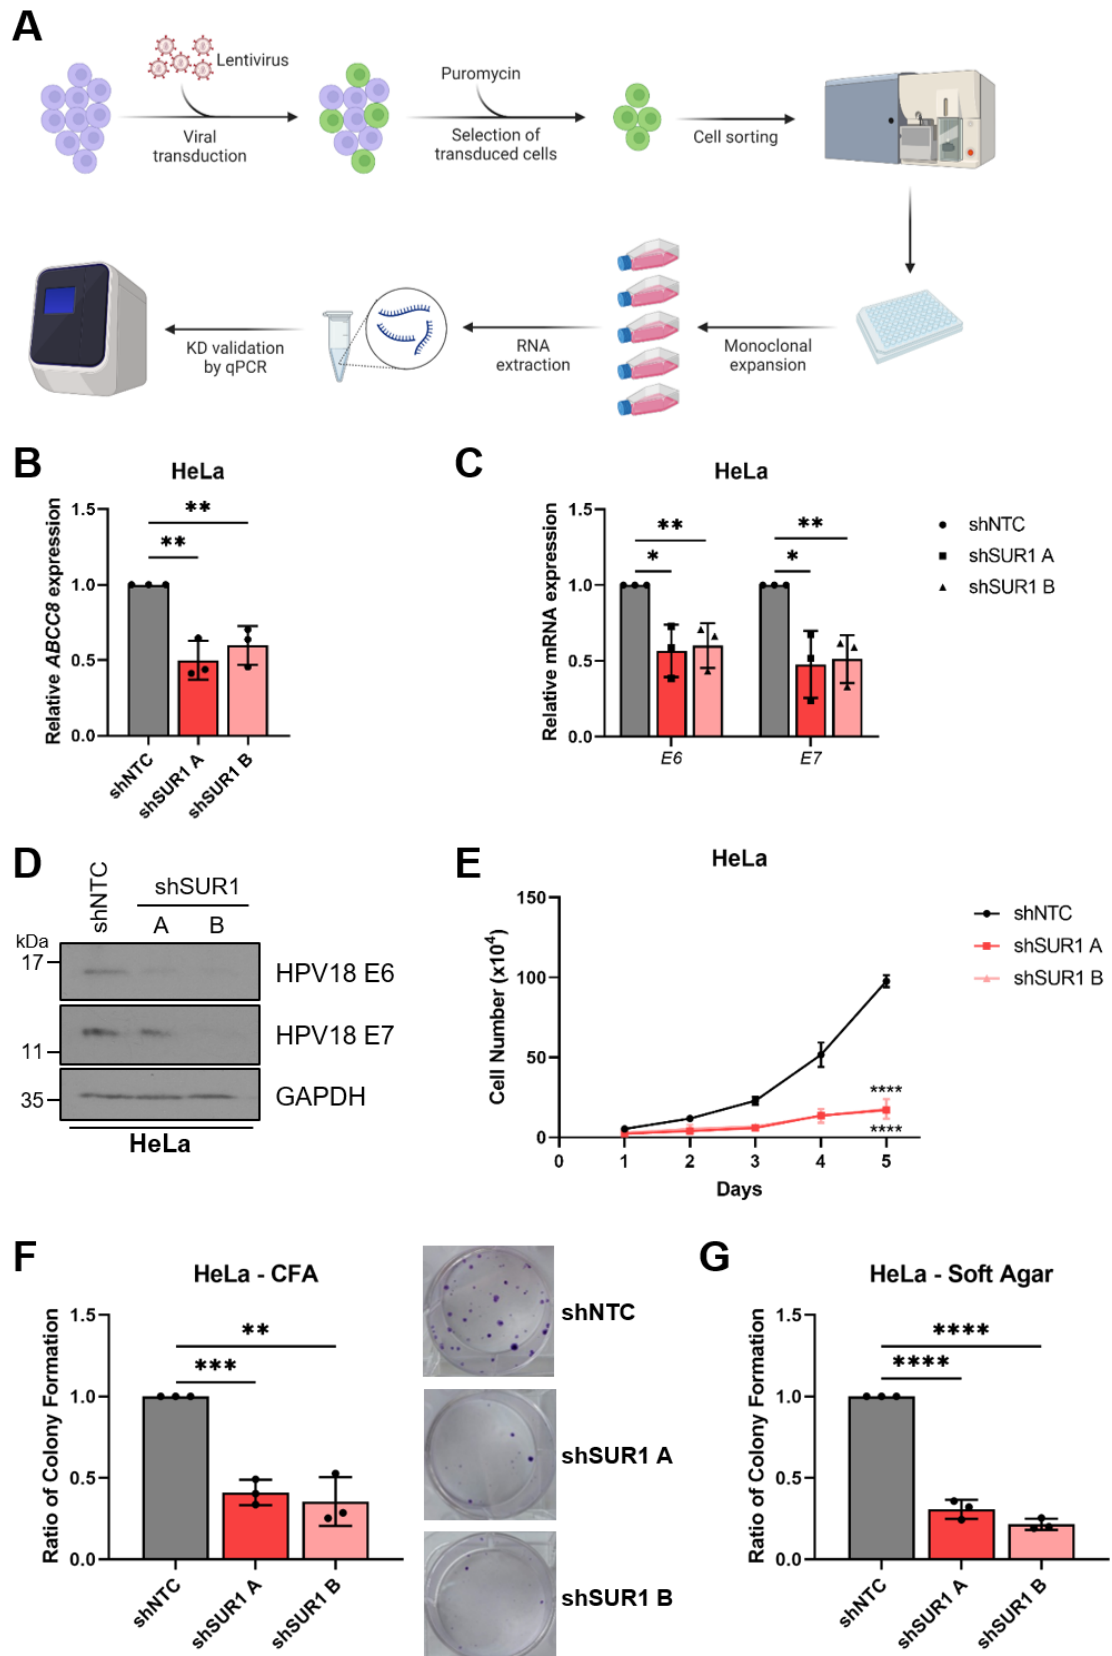 A
Lentivirus
Viral
transduction
Puromycin
Selection of
transduced cells
Cell sorting
Monoclonal
expansion
RNA
extraction
KD validation
by qPCR
B
HeLa
Relative ABCC8 expression
1.5
1.0
0.5
0.0
** 
**
shNTC
shSUR1 A
shSUR1 B
C
HeLa
Relative mRNA expression
1.5
1.0
0.5
0.0
**
*
**
*
E6
E7
shNTC
shSUR1 A
shSUR1 B
D
shNTC
shSUR1
A B
kDa
17
HPV18 E6
HPV18 E7
11
35
GAPDH
HeLa
E
HeLa
Cell Number (x10⁴)
150
100
50
0
0 1 2 3 4 5
Days
****
****
shNTC
shSUR1 A
shSUR1 B
F
HeLa - CFA
Ratio of Colony Formation
1.5
1.0
0.5
0.0
**
***
shNTC
shSUR1 A
shSUR1 B
shNTC
shSUR1 A
shSUR1 B
G
HeLa - Soft Agar
Ratio of Colony Formation
1.5
1.0
0.5
0.0
****
****
shNTC
shSUR1 A
shSUR1 B